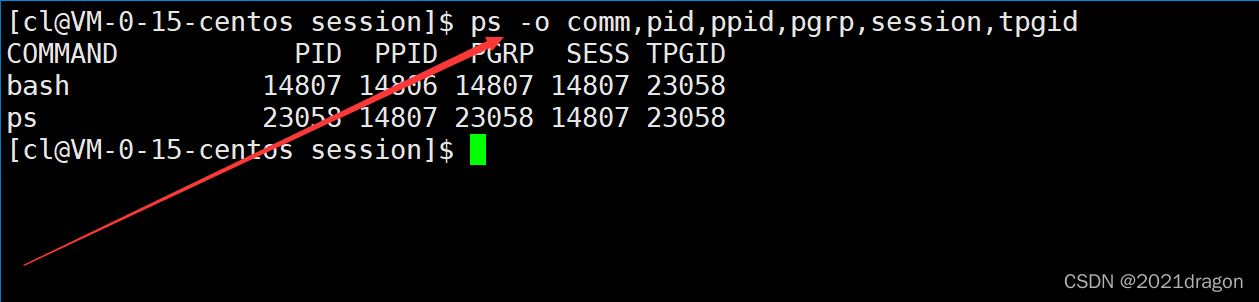 [cl@VM-0-15-centos session]$ ps -o comm,pid,ppid,pgrp,session,tpgid
COMMAND PID PPID PGRP SESS TPGID
bash 14807 14806 14807 14807 23058
ps 23058 14807 23058 14807 23058
[cl@VM-0-15-centos session]$
CSDN @2021dragon